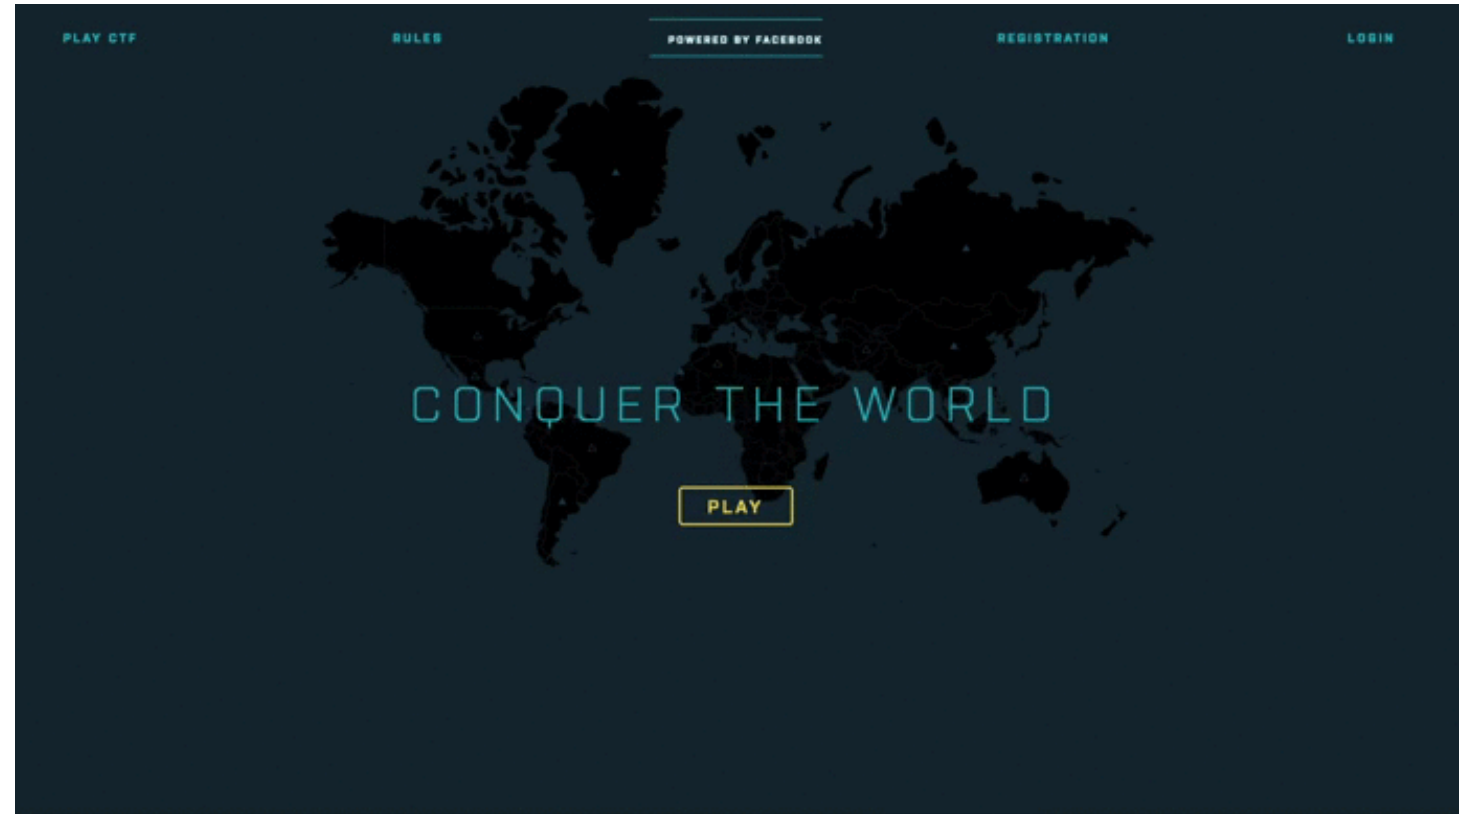 PLAY CTF
RULES
POWERED BY FACEBOOK
REGISTRATION
LOGIN
CONQUER THE WORLD
PLAY